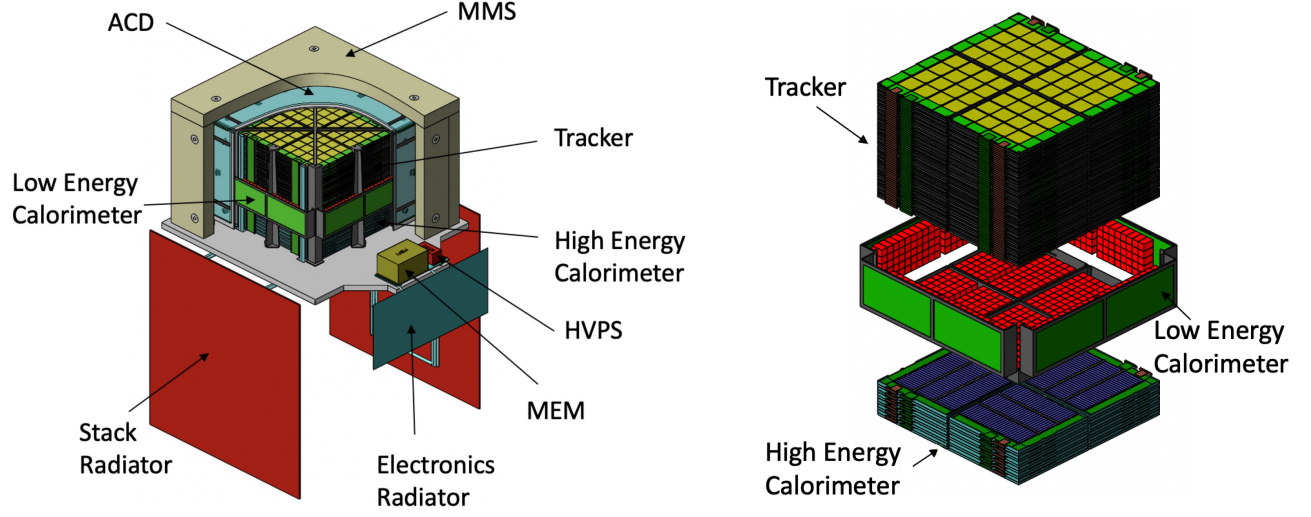 ACD
MMS
Tracker
Low Energy
Calorimeter
High Energy
Calorimeter
HVPS
MEM
Stack
Radiator
Electronics
Radiator
Tracker
Low Energy
Calorimeter
High Energy
Calorimeter